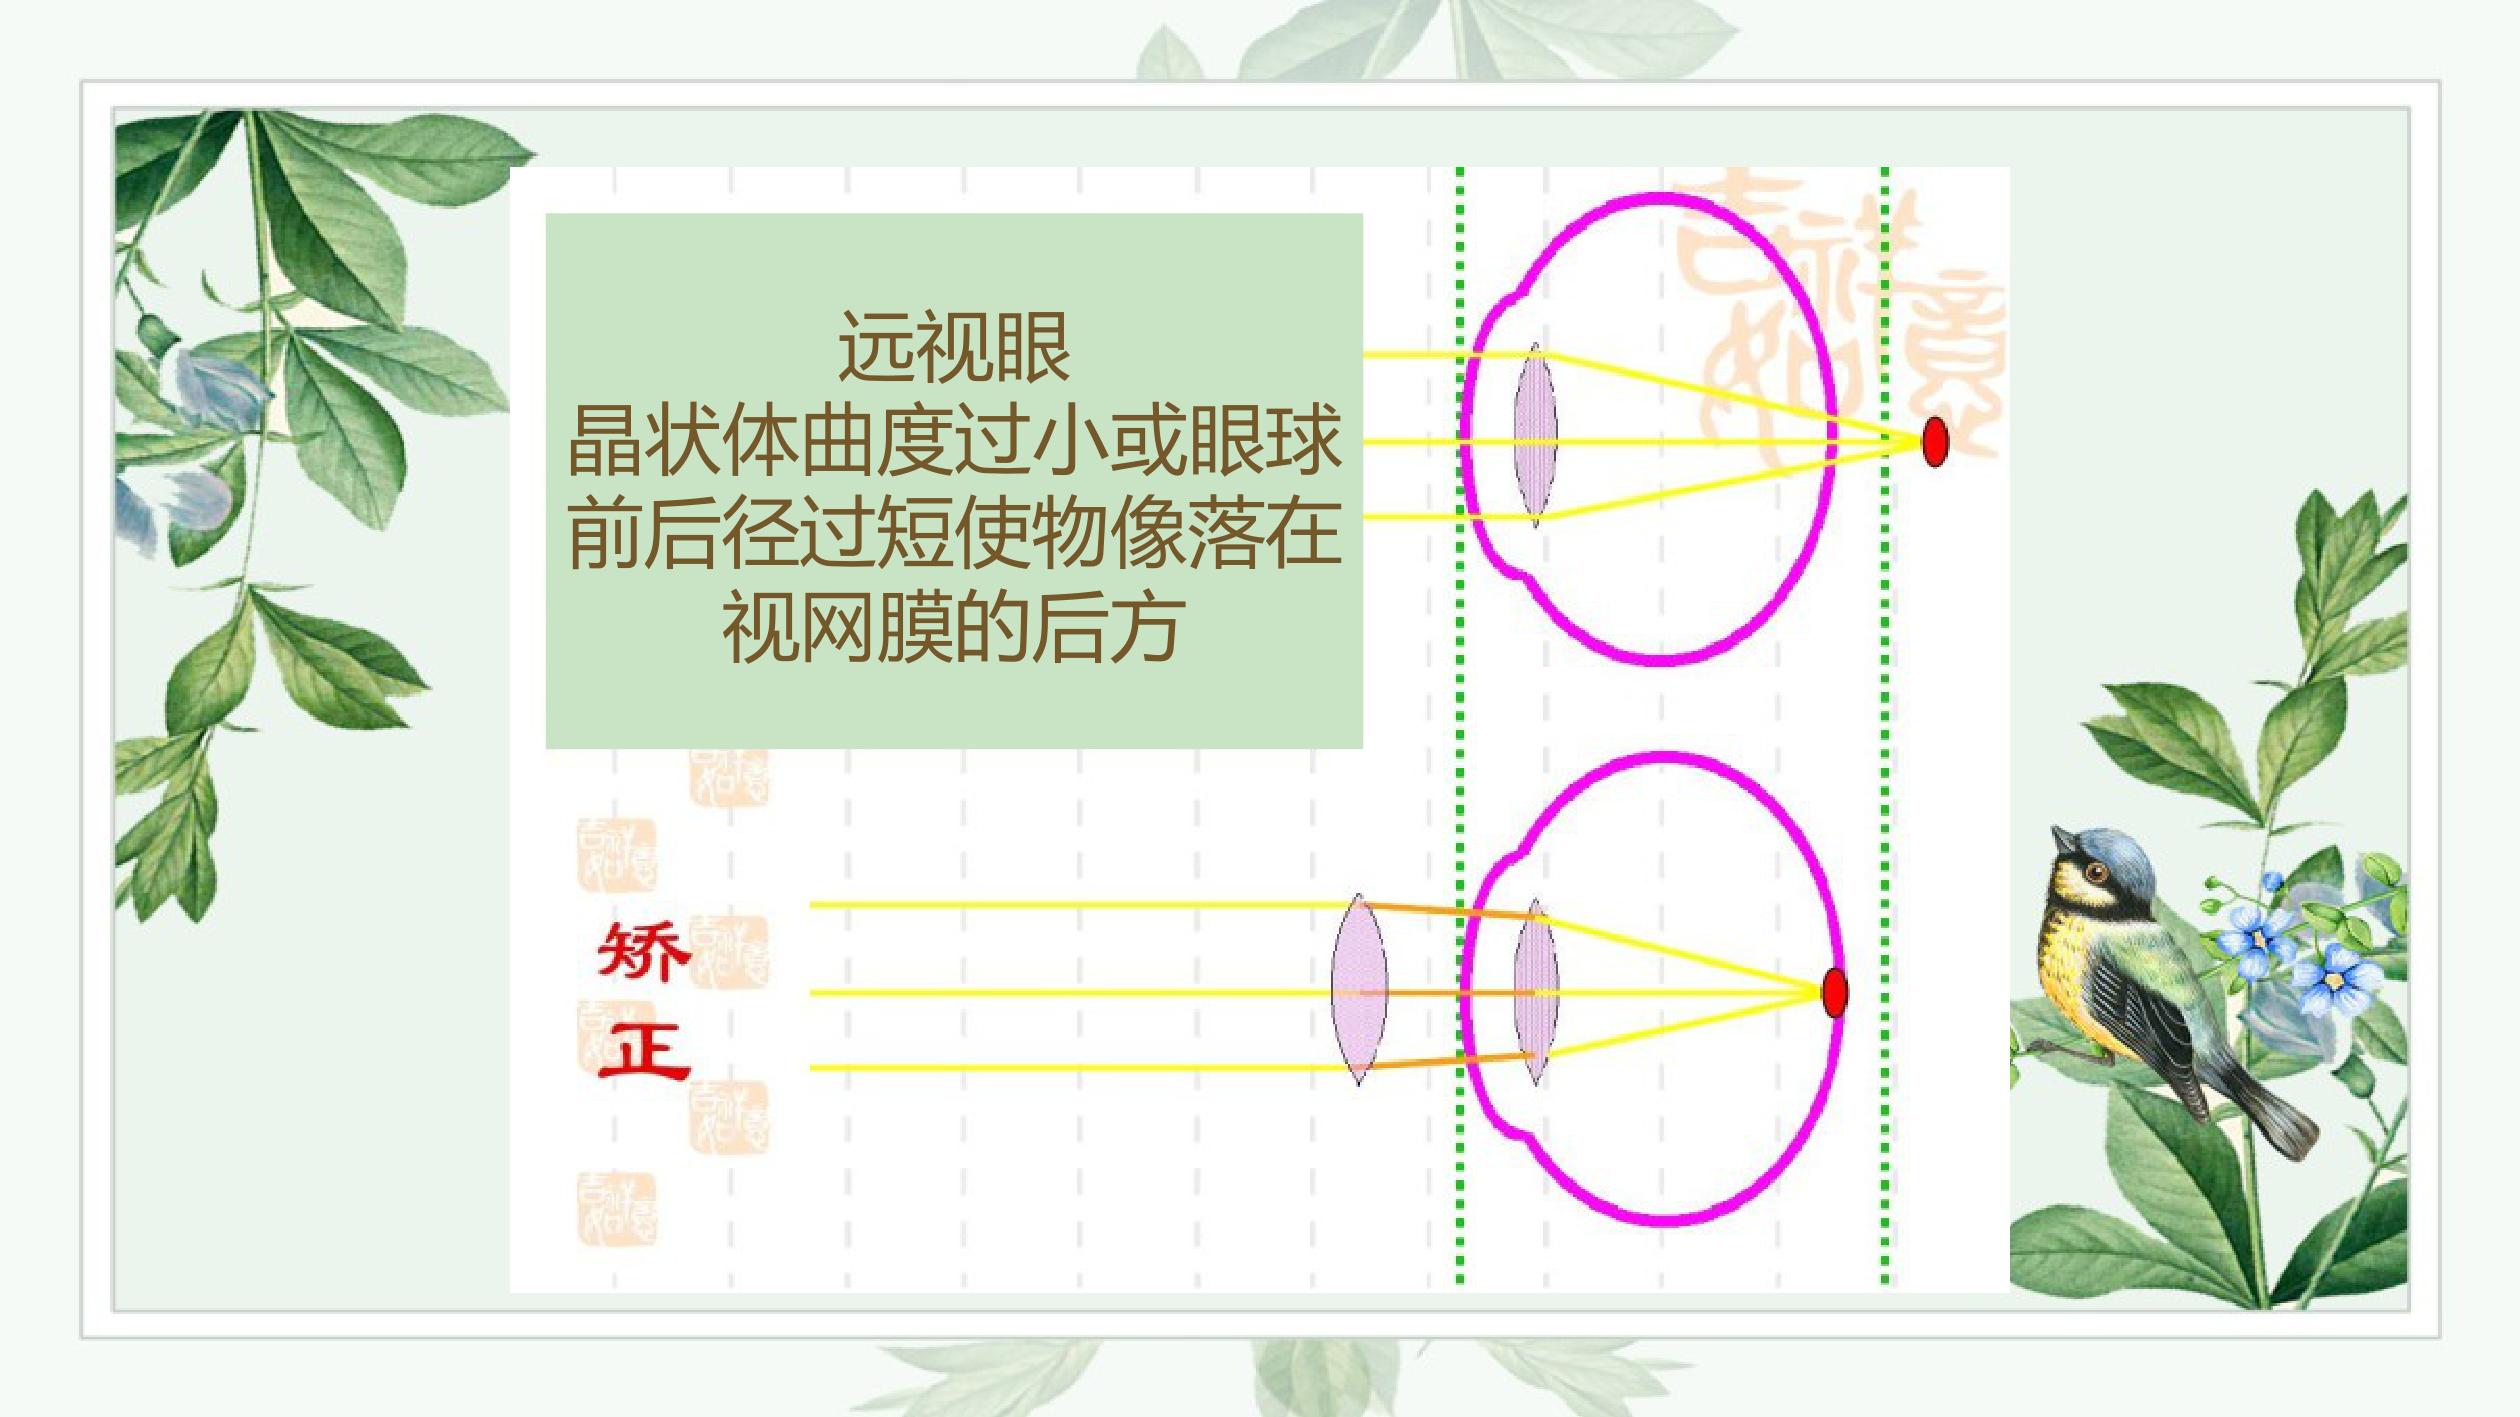 远视眼
晶状体曲度过小或眼球
前后径过短使物像落在
视网膜的后方
矫
正